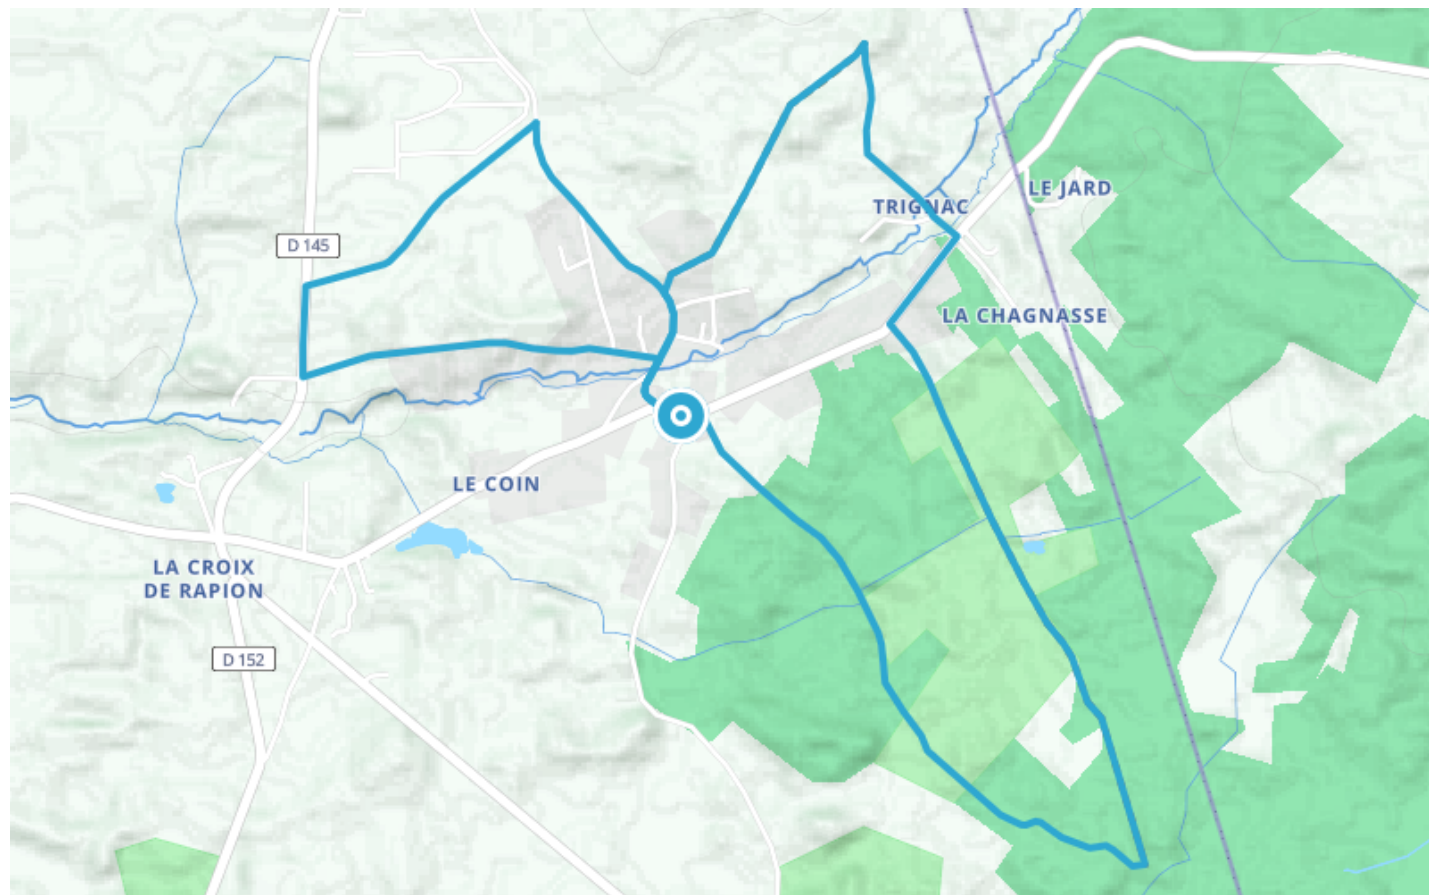 LE JARD
TRIGNAC
D 145
LA CHAGNASSE
LE COIN
LA CROIX
DE RAPION
D 152